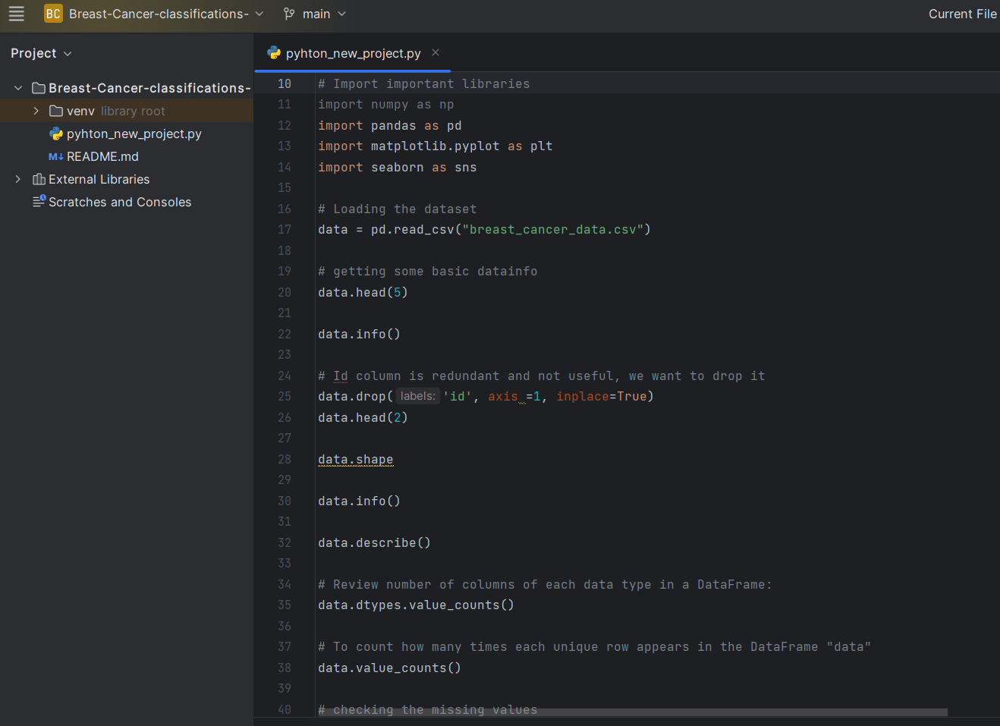 BC Breast-Cancer-classifications- main Current File
Project
pyhton_new_project.py
Breast-Cancer-classifications-
venv library root
pyhton_new_project.py
M↓ README.md
External Libraries
Scratches and Consoles
10 # Import important libraries
11 import numpy as np
12 import pandas as pd
13 import matplotlib.pyplot as plt
14 import seaborn as sns
15
16 # Loading the dataset
17 data = pd.read_csv("breast_cancer_data.csv")
18
19 # getting some basic datainfo
20 data.head(5)
21
22 data.info()
23
24 # Id column is redundant and not useful, we want to drop it
25 data.drop( labels: 'id', axis =1, inplace=True)
26 data.head(2)
27
28 data.shape
29
30 data.info()
31
32 data.describe()
33
34 # Review number of columns of each data type in a DataFrame:
35 data.dtypes.value_counts()
36
37 # To count how many times each unique row appears in the DataFrame "data"
38 data.value_counts()
39
40 # checking the missing values